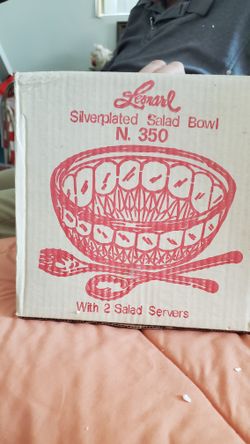 Leonard
Silverplated Salad Bowl
N. 350
With 2 Salad Servers